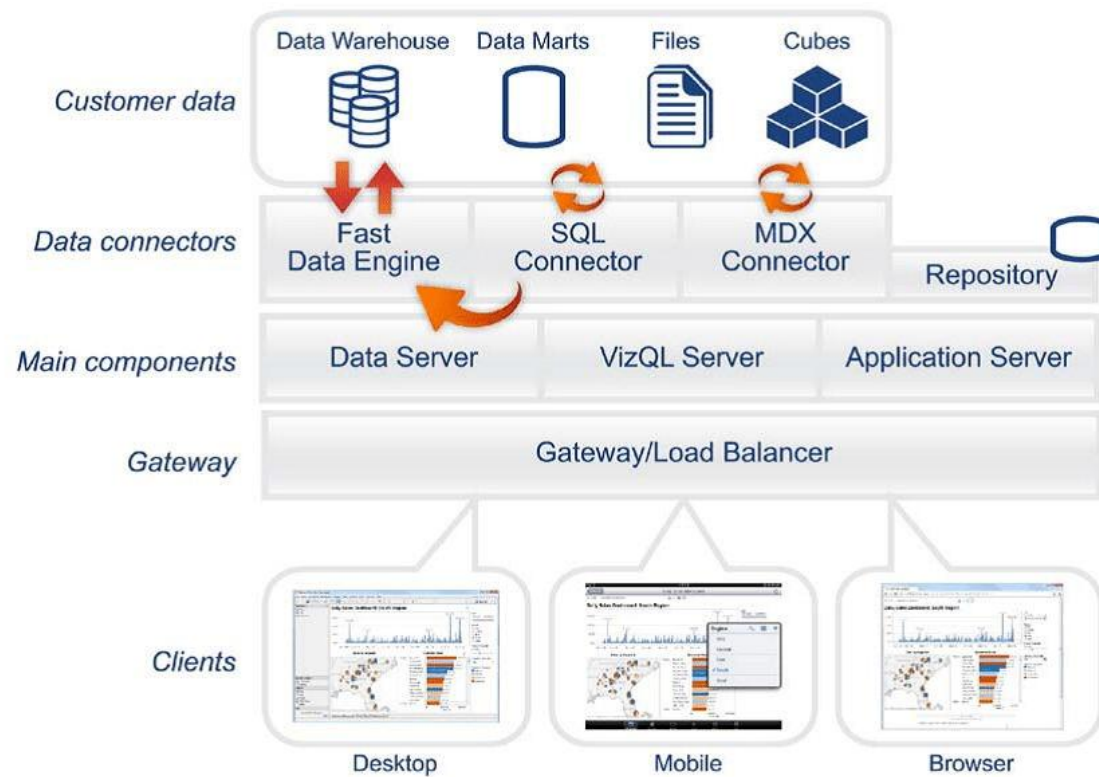 Data Warehouse
Data Marts
Files
Cubes
Customer data
Data connectors
Fast
Data Engine
SQL
Connector
MDX
Connector
Repository
Main components
Data Server
VizQL Server
Application Server
Gateway
Gateway/Load Balancer
Clients
Desktop
Mobile
Browser